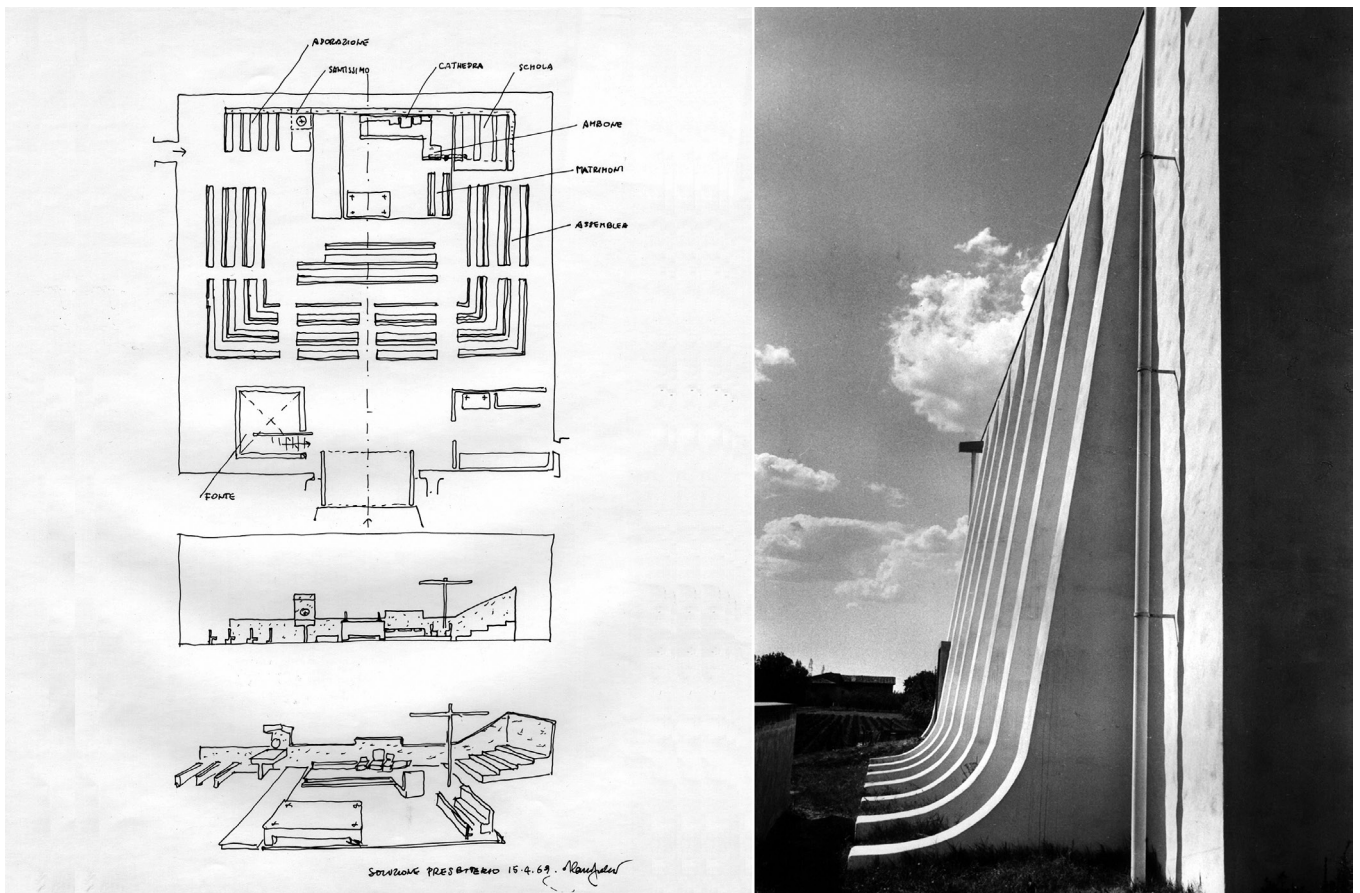 ADORAZIONE
SANTISSIMO
CATHEDRA
SCHOLA
AMBONE
MATRIMONI
ASSEMBLEA
FONTE
SOLUZIONE PRESBITERIO 15.4.69.